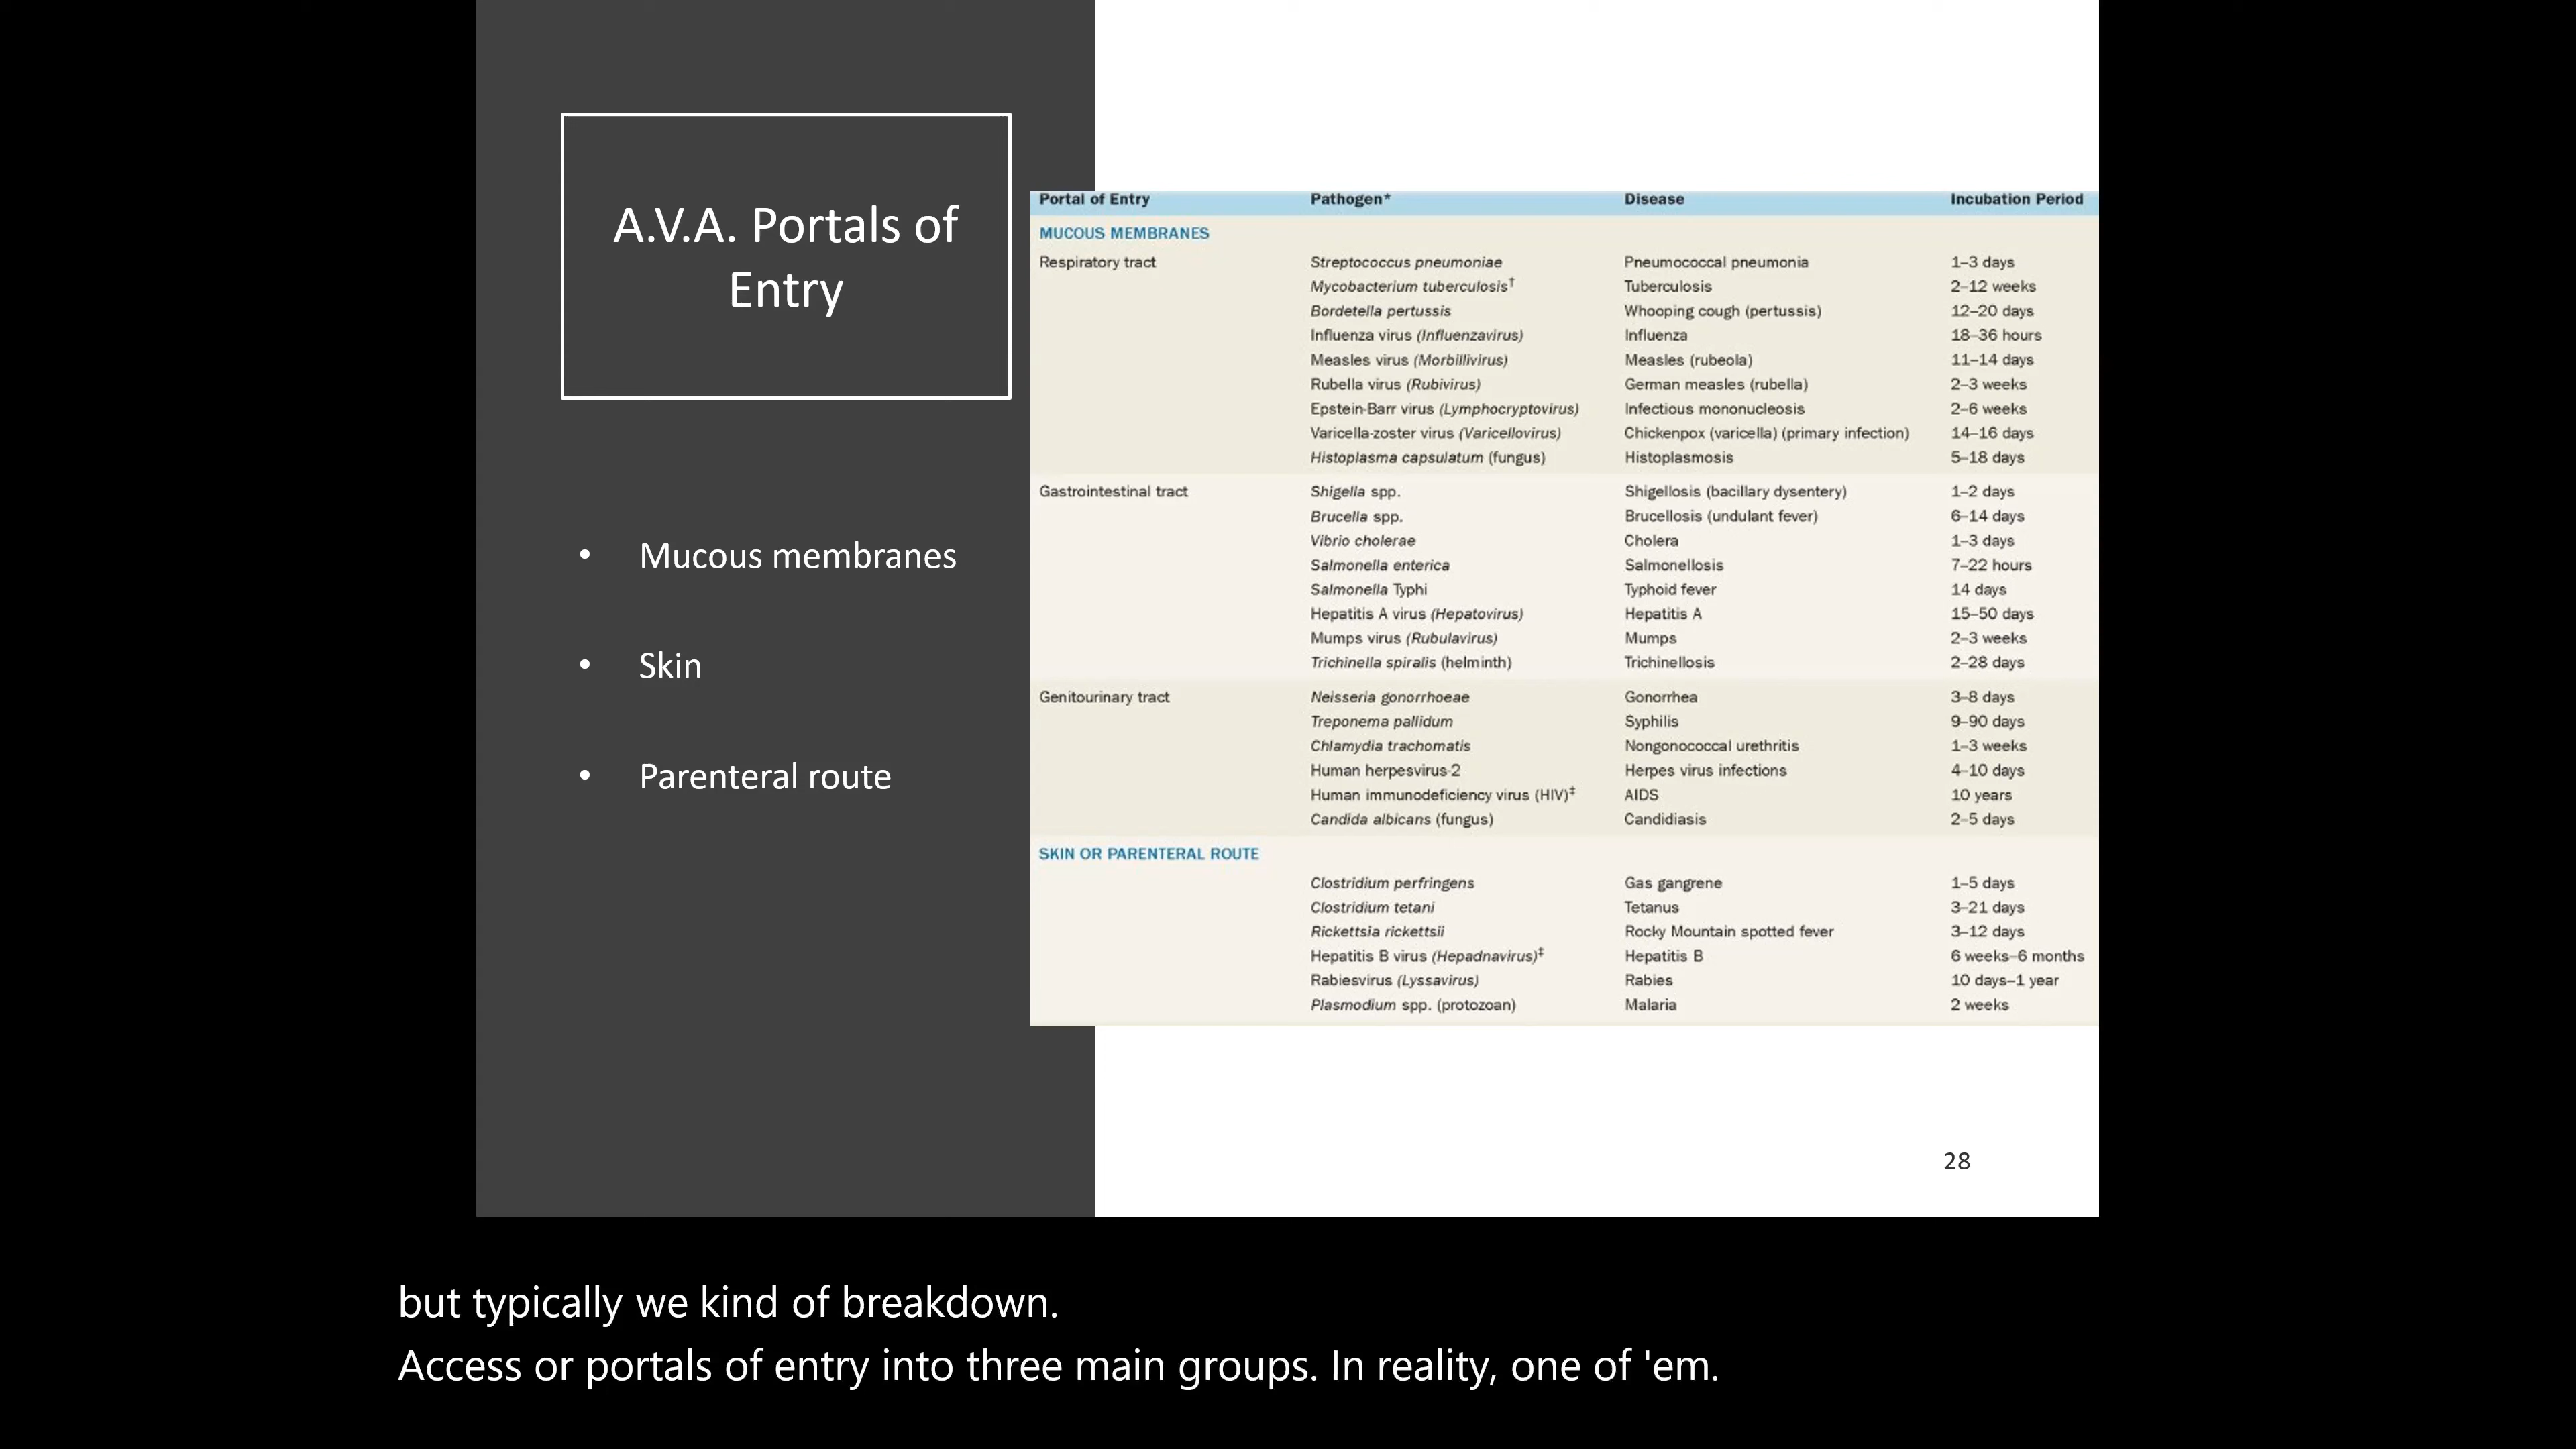 A.V.A. Portals of
Entry
• Mucous membranes
• Skin
• Parenteral route
Portal of Entry Pathogen* Disease Incubation Period
MUCOUS MEMBRANES
Respiratory tract Streptococcus pneumoniae Pneumococcal pneumonia 1–3 days
Mycobacterium tuberculosis† Tuberculosis 2–12 weeks
Bordetella pertussis Whooping cough (pertussis) 12–20 days
Influenza virus (Influenzavirus) Influenza 18–36 hours
Measles virus (Morbillivirus) Measles (rubeola) 11–14 days
Rubella virus (Rubivirus) German measles (rubella) 2–3 weeks
Epstein-Barr virus (Lymphocryptovirus) Infectious mononucleosis 2–6 weeks
Varicella-zoster virus (Varicellovirus) Chickenpox (varicella) (primary infection) 14–16 days
Histoplasma capsulatum (fungus) Histoplasmosis 5–18 days
Gastrointestinal tract Shigella spp. Shigellosis (bacillary dysentery) 1–2 days
Brucella spp. Brucellosis (undulant fever) 6–14 days
Vibrio cholerae Cholera 1–3 days
Salmonella enterica Salmonellosis 7–22 hours
Salmonella Typhi Typhoid fever 14 days
Hepatitis A virus (Hepatovirus) Hepatitis A 15–50 days
Mumps virus (Rubulavirus) Mumps 2–3 weeks
Trichinella spiralis (helminth) Trichinellosis 2–28 days
Genitourinary tract Neisseria gonorrhoeae Gonorrhea 3–8 days
Treponema pallidum Syphilis 9–90 days
Chlamydia trachomatis Nongonococcal urethritis 1–3 weeks
Human herpesvirus-2 Herpes virus infections 4–10 days
Human immunodeficiency virus (HIV)‡ AIDS 10 years
Candida albicans (fungus) Candidiasis 2–5 days
SKIN OR PARENTERAL ROUTE
Clostridium perfringens Gas gangrene 1–5 days
Clostridium tetani Tetanus 3–21 days
Rickettsia rickettsii Rocky Mountain spotted fever 3–12 days
Hepatitis B virus (Hepadnavirus)‡ Hepatitis B 6 weeks–6 months
Rabiesvirus (Lyssavirus) Rabies 10 days–1 year
Plasmodium spp. (protozoan) Malaria 2 weeks
28
but typically we kind of breakdown.
Access or portals of entry into three main groups. In reality, one of 'em.